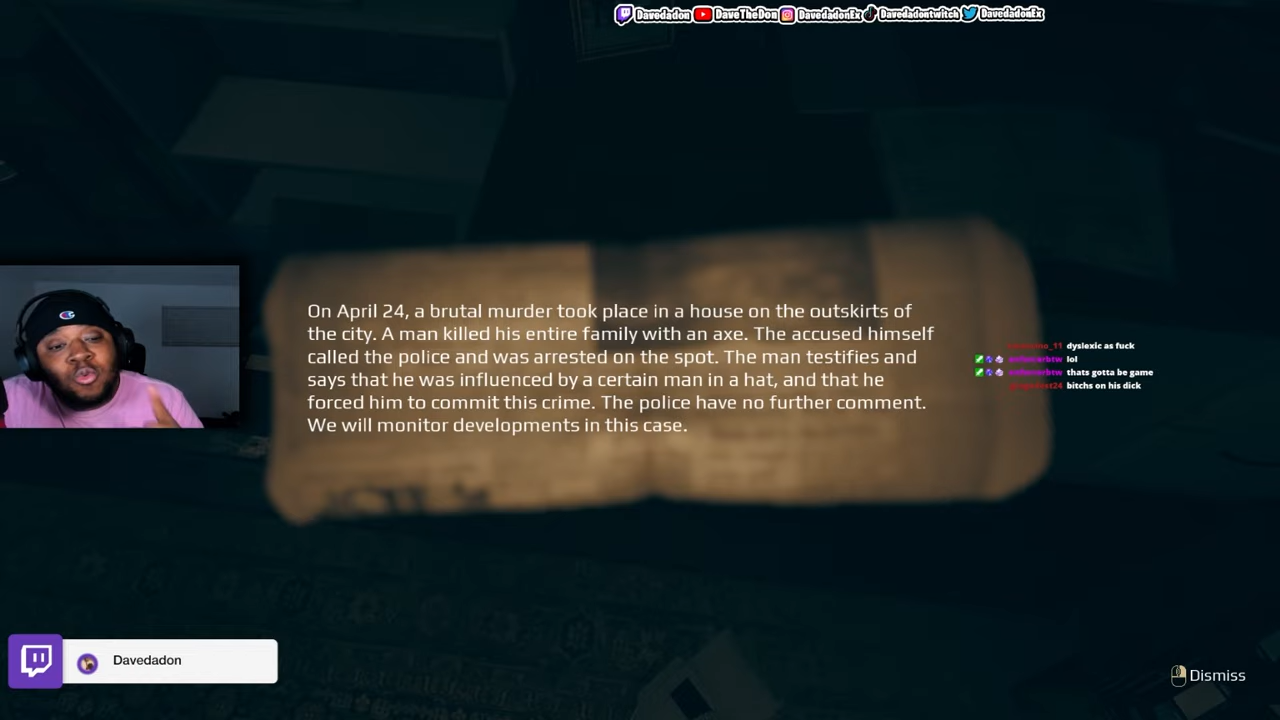 Davedadon DaveTheDon DavedadonEx Davedadontwitch DavedadonEx
On April 24, a brutal murder took place in a house on the outskirts of
the city. A man killed his entire family with an axe. The accused himself
called the police and was arrested on the spot. The man testifies and
says that he was influenced by a certain man in a hat, and that he
forced him to commit this crime. The police have no further comment.
We will monitor developments in this case.
dyslexic as fuck
lol
thats gotta be game
bitchs on his dick
Davedadon
Dismiss